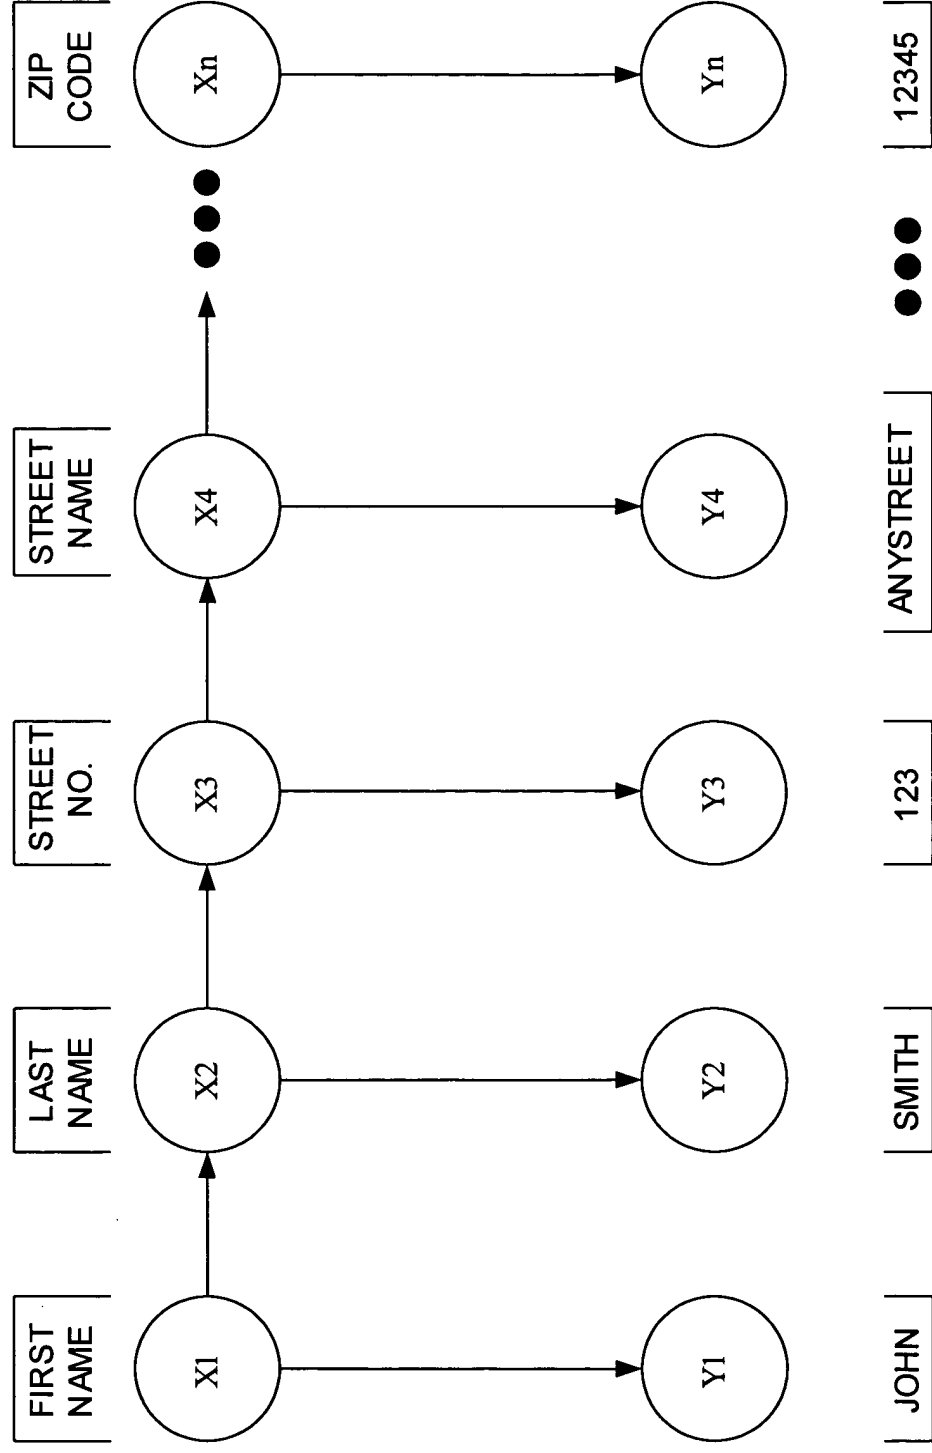 FIRST
NAME
LAST
NAME
STREET
NO.
STREET
NAME
ZIP
CODE
X1
X2
X3
X4
Xn
Y1
Y2
Y3
Y4
Yn
JOHN
SMITH
123
ANYSTREET
12345